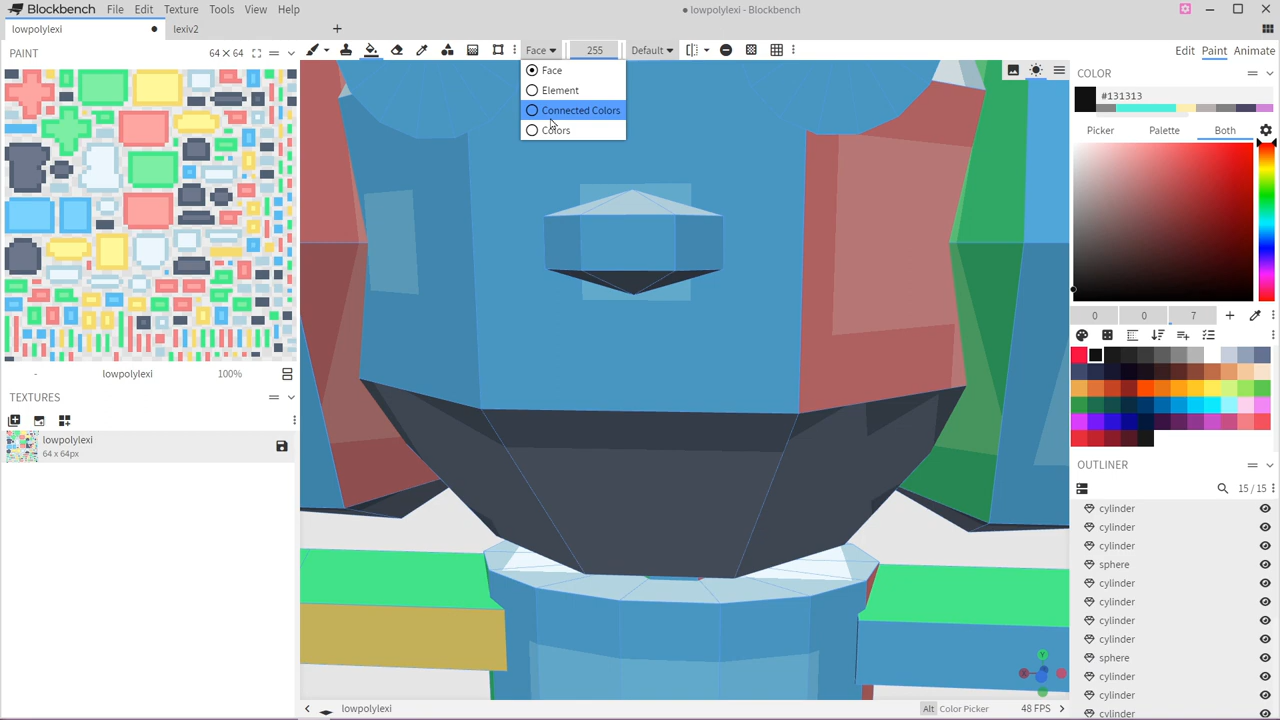 Blockbench
File Edit Texture Tools View Help
● lowpolylexi - Blockbench
lowpolylexi ●
lexiv2
PAINT
64 × 64
Face
255
Default
Edit Paint Animate
Face
Element
Connected Colors
Colors
COLOR
#131313
Picker Palette Both
0 0 7
lowpolylexi
100%
TEXTURES
lowpolylexi
64 x 64px
OUTLINER
15 / 15
cylinder
cylinder
cylinder
sphere
cylinder
cylinder
cylinder
cylinder
sphere
cylinder
cylinder
cylinder
Y
X
Z
lowpolylexi
Alt Color Picker
48 FPS